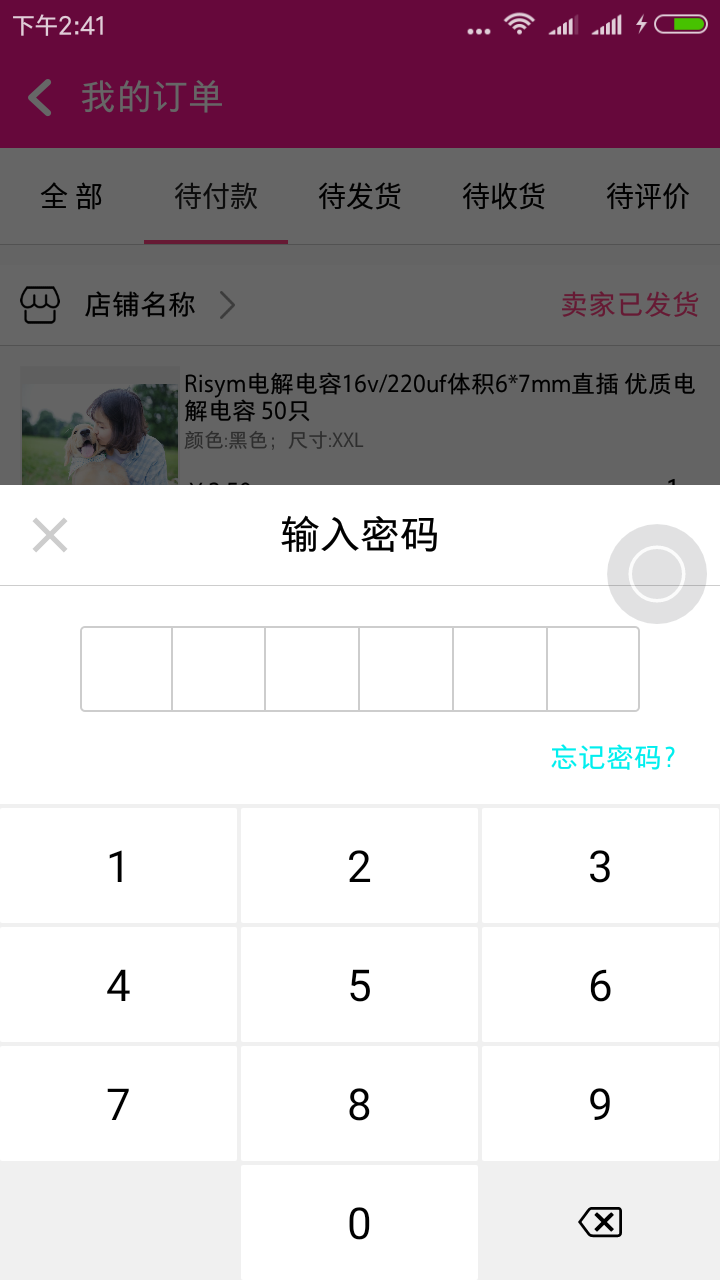 下午2:41
我的订单
全部 待付款 待发货 待收货 待评价
店铺名称 卖家已发货
Risym电解电容16v/220uf体积6*7mm直插 优质电
解电容 50只
颜色:黑色；尺寸:XXL
输入密码
忘记密码?
1 2 3
4 5 6
7 8 9
0